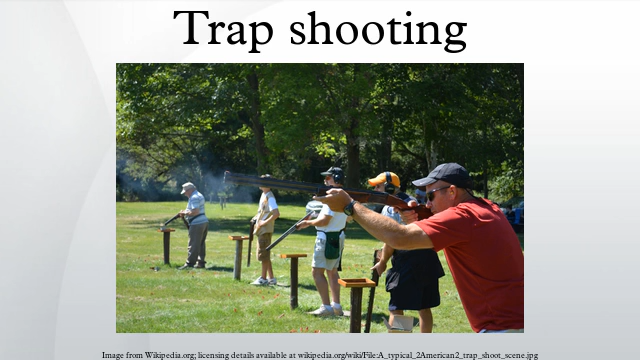 Trap shooting
Image from Wikipedia.org; licensing details available at wikipedia.org/wiki/File:A_typical_2American2_trap_shoot_scene.jpg